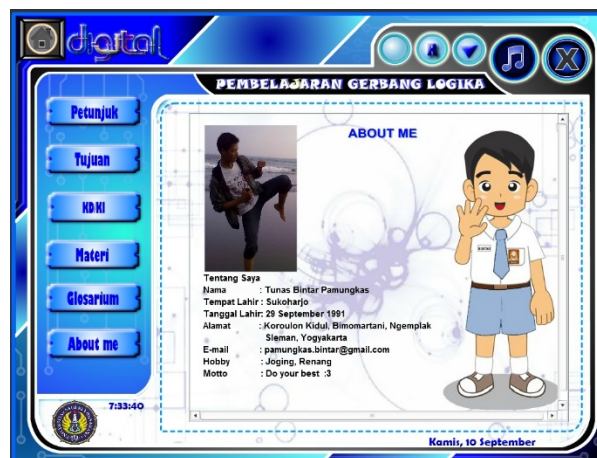 digital
A
X
PEMBELAJARAN GERBANG LOGIKA
Petunjuk
Tujuan
KD KI
Materi
Glosarium
About me
ABOUT ME
Tentang Saya
Nama : Tunas Bintar Pamungkas
Tempat Lahir : Sukoharjo
Tanggal Lahir: 29 September 1991
Alamat : Koroulon Kidul, Bimomartani, Ngemplak
Sleman, Yogyakarta
E-mail : pamungkas.bintar@gmail.com
Hobby : Joging, Renang
Motto : Do your best :3
7:33:40
Kamis, 10 September